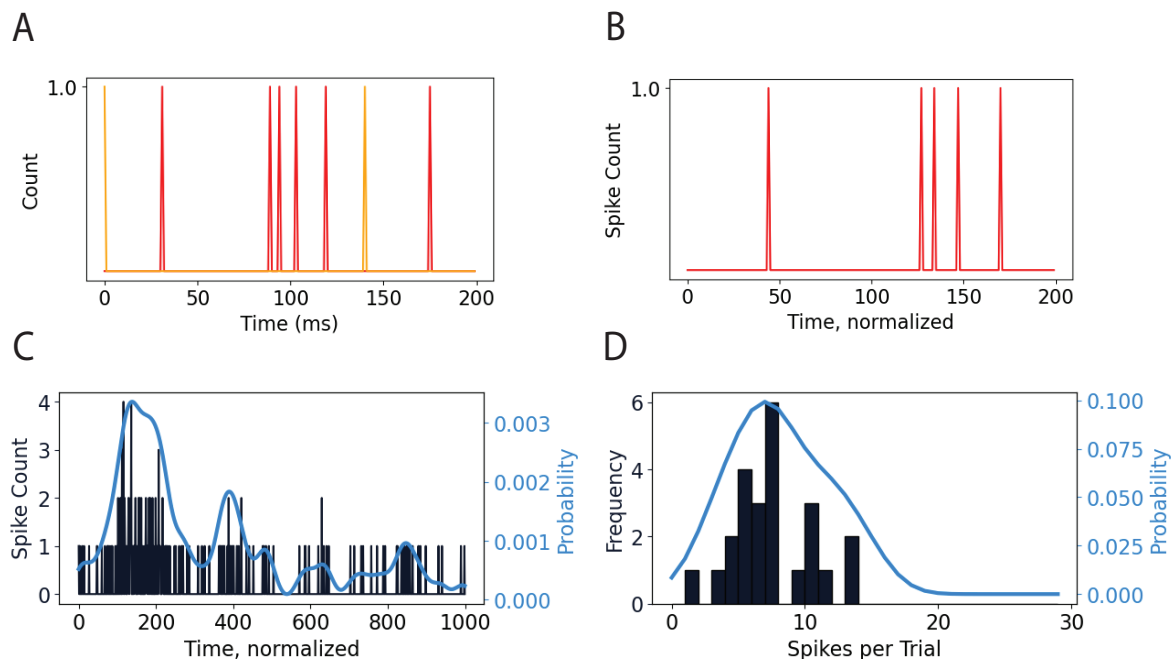 A
1.0
Count
0 50 100 150 200
Time (ms)
B
1.0
Spike Count
0 50 100 150 200
Time, normalized
C
4
3
2
1
0
Spike Count
0.003
0.002
0.001
0.000
Probability
0 200 400 600 800 1000
Time, normalized
D
6
4
2
0
Frequency
0.100
0.075
0.050
0.025
0.000
Probability
0 10 20 30
Spikes per Trial